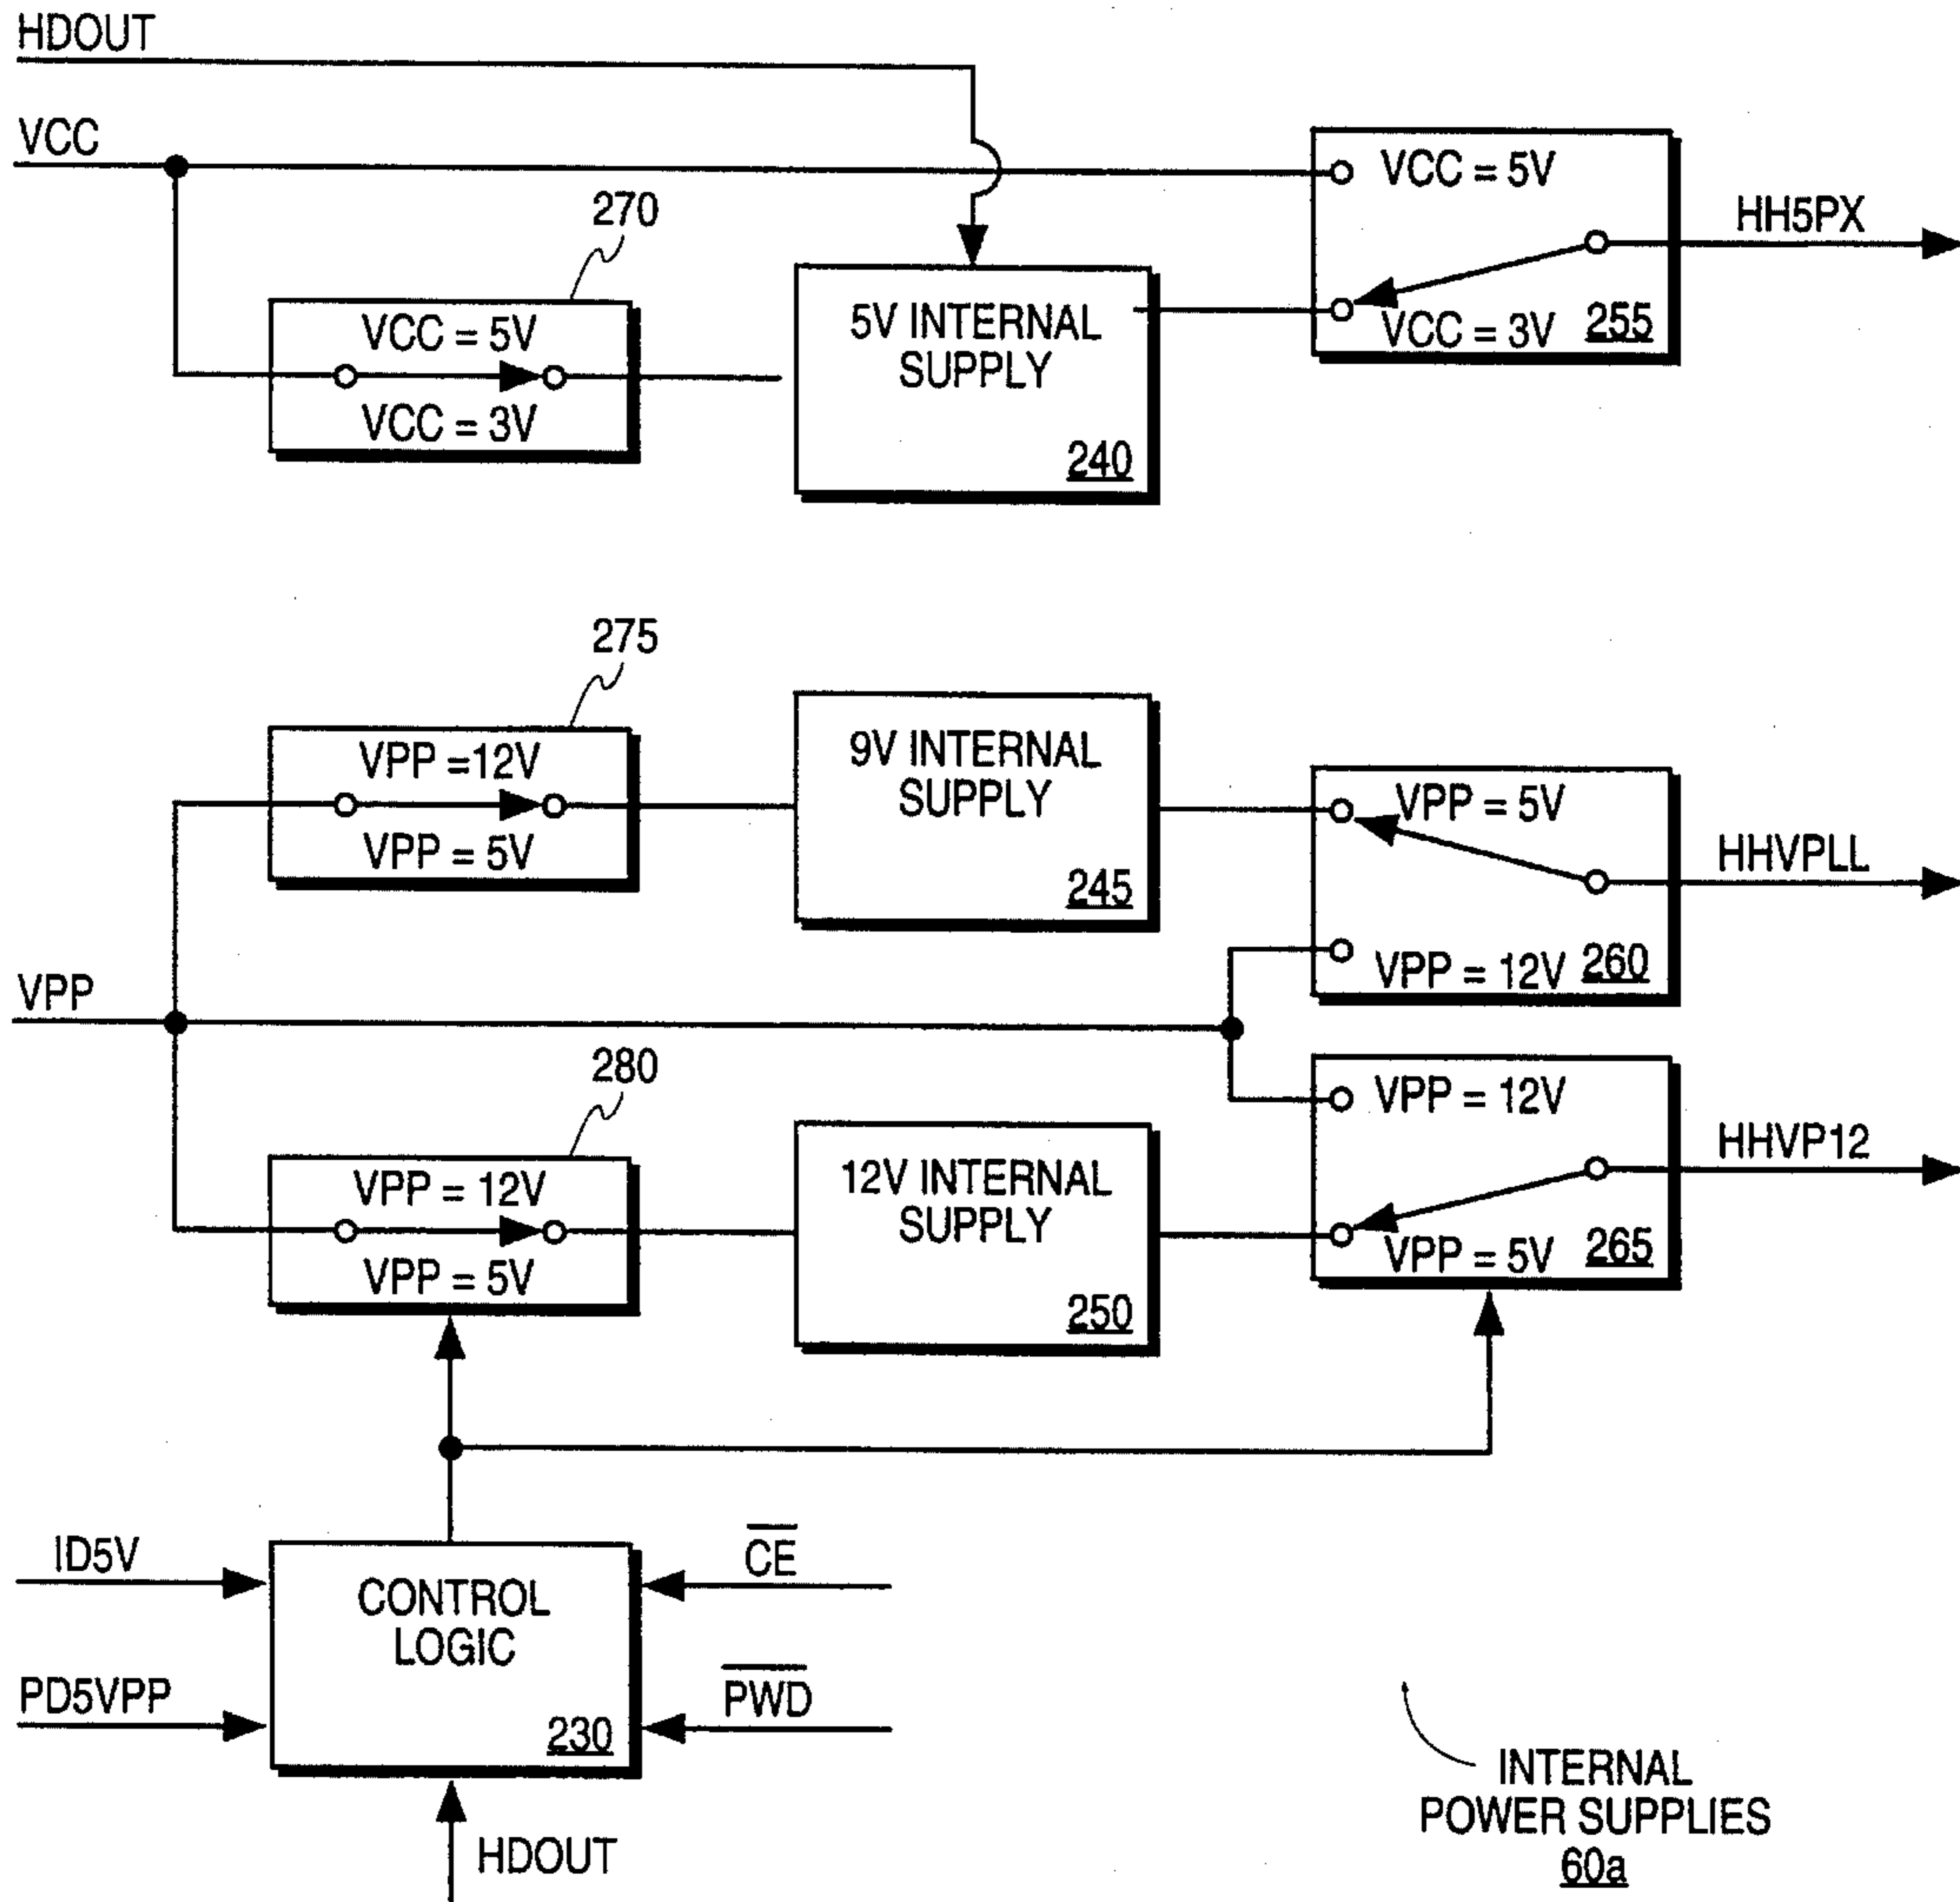 HDOUT
VCC
270
VCC = 5V
VCC = 3V
5V INTERNAL
SUPPLY
240
VCC = 5V
VCC = 3V
255
HH5PX
275
VPP =12V
VPP = 5V
9V INTERNAL
SUPPLY
245
VPP = 5V
VPP = 12V
260
HHVPLL
VPP
280
VPP = 12V
VPP = 5V
12V INTERNAL
SUPPLY
250
VPP = 12V
VPP = 5V
265
HHVP12
ID5V
PD5VPP
CONTROL
LOGIC
230
C̅E̅
P̅W̅D̅
HDOUT
INTERNAL
POWER SUPPLIES
60a